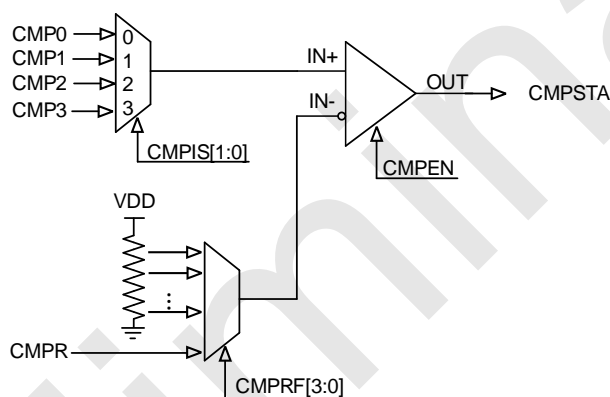 CMP0
0
CMP1
1
CMP2
2
CMP3
3
CMPIS[1:0]
IN+
IN-
OUT
CMPSTA
CMPEN
VDD
CMPR
CMPRF[3:0]